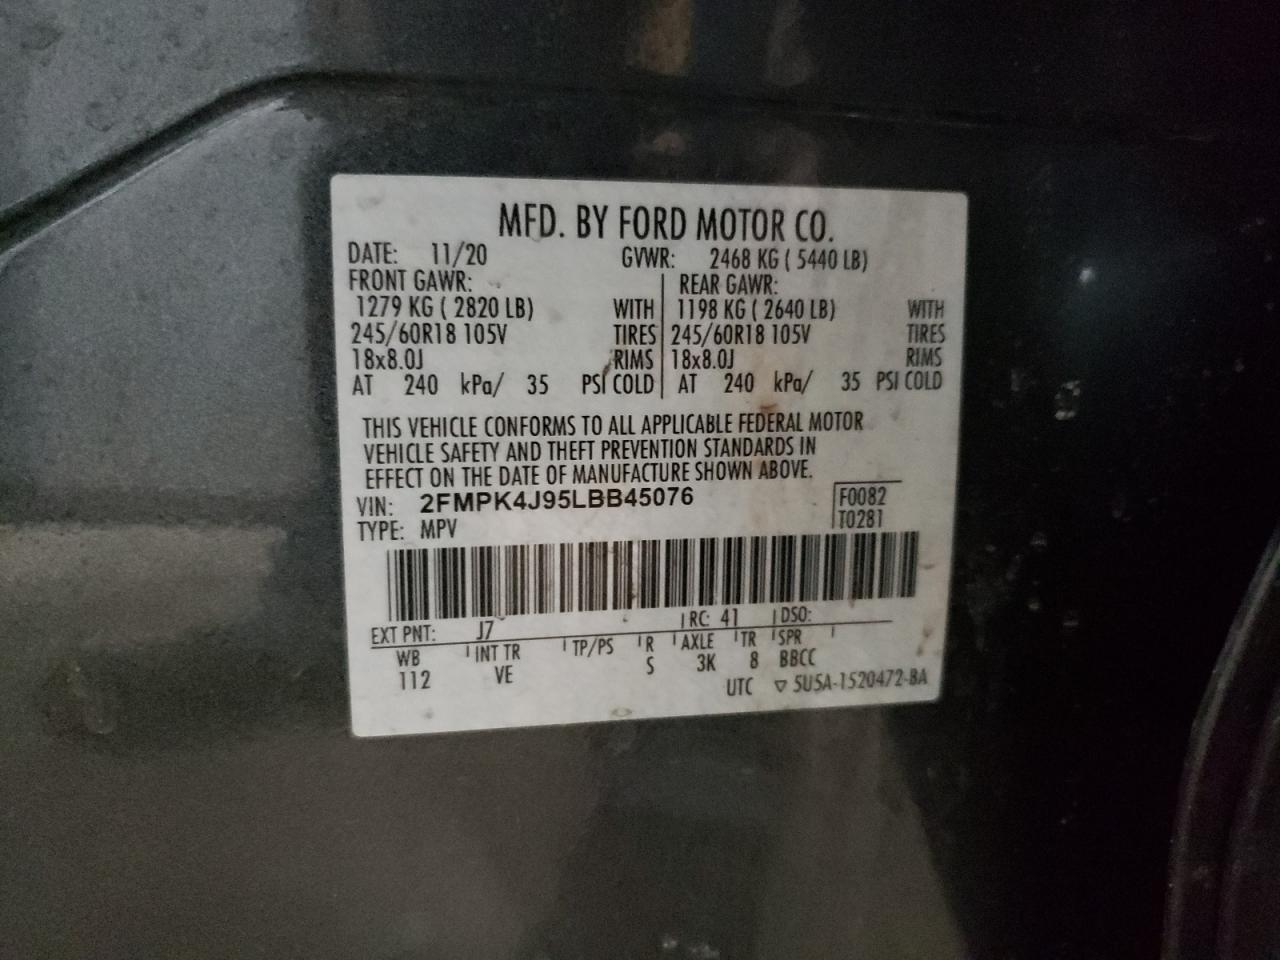 MFD. BY FORD MOTOR CO.
DATE: 11/20 GVWR: 2468 KG ( 5440 LB)
FRONT GAWR: REAR GAWR:
1279 KG ( 2820 LB) WITH 1198 KG ( 2640 LB) WITH
245/60R18 105V TIRES 245/60R18 105V TIRES
18x8.0J RIMS 18x8.0J RIMS
AT 240 kPa/ 35 PSI COLD AT 240 kPa/ 35 PSI COLD
THIS VEHICLE CONFORMS TO ALL APPLICABLE FEDERAL MOTOR
VEHICLE SAFETY AND THEFT PREVENTION STANDARDS IN
EFFECT ON THE DATE OF MANUFACTURE SHOWN ABOVE.
VIN: 2FMPK4J95LBB45076 F0082
TYPE: MPV T0281
EXT PNT: J7 RC: 41 DSO:
WB INT TR TP/PS R AXLE TR SPR
112 VE S 3K 8 BBCC
UTC ▽ 5U5A-1520472-BA